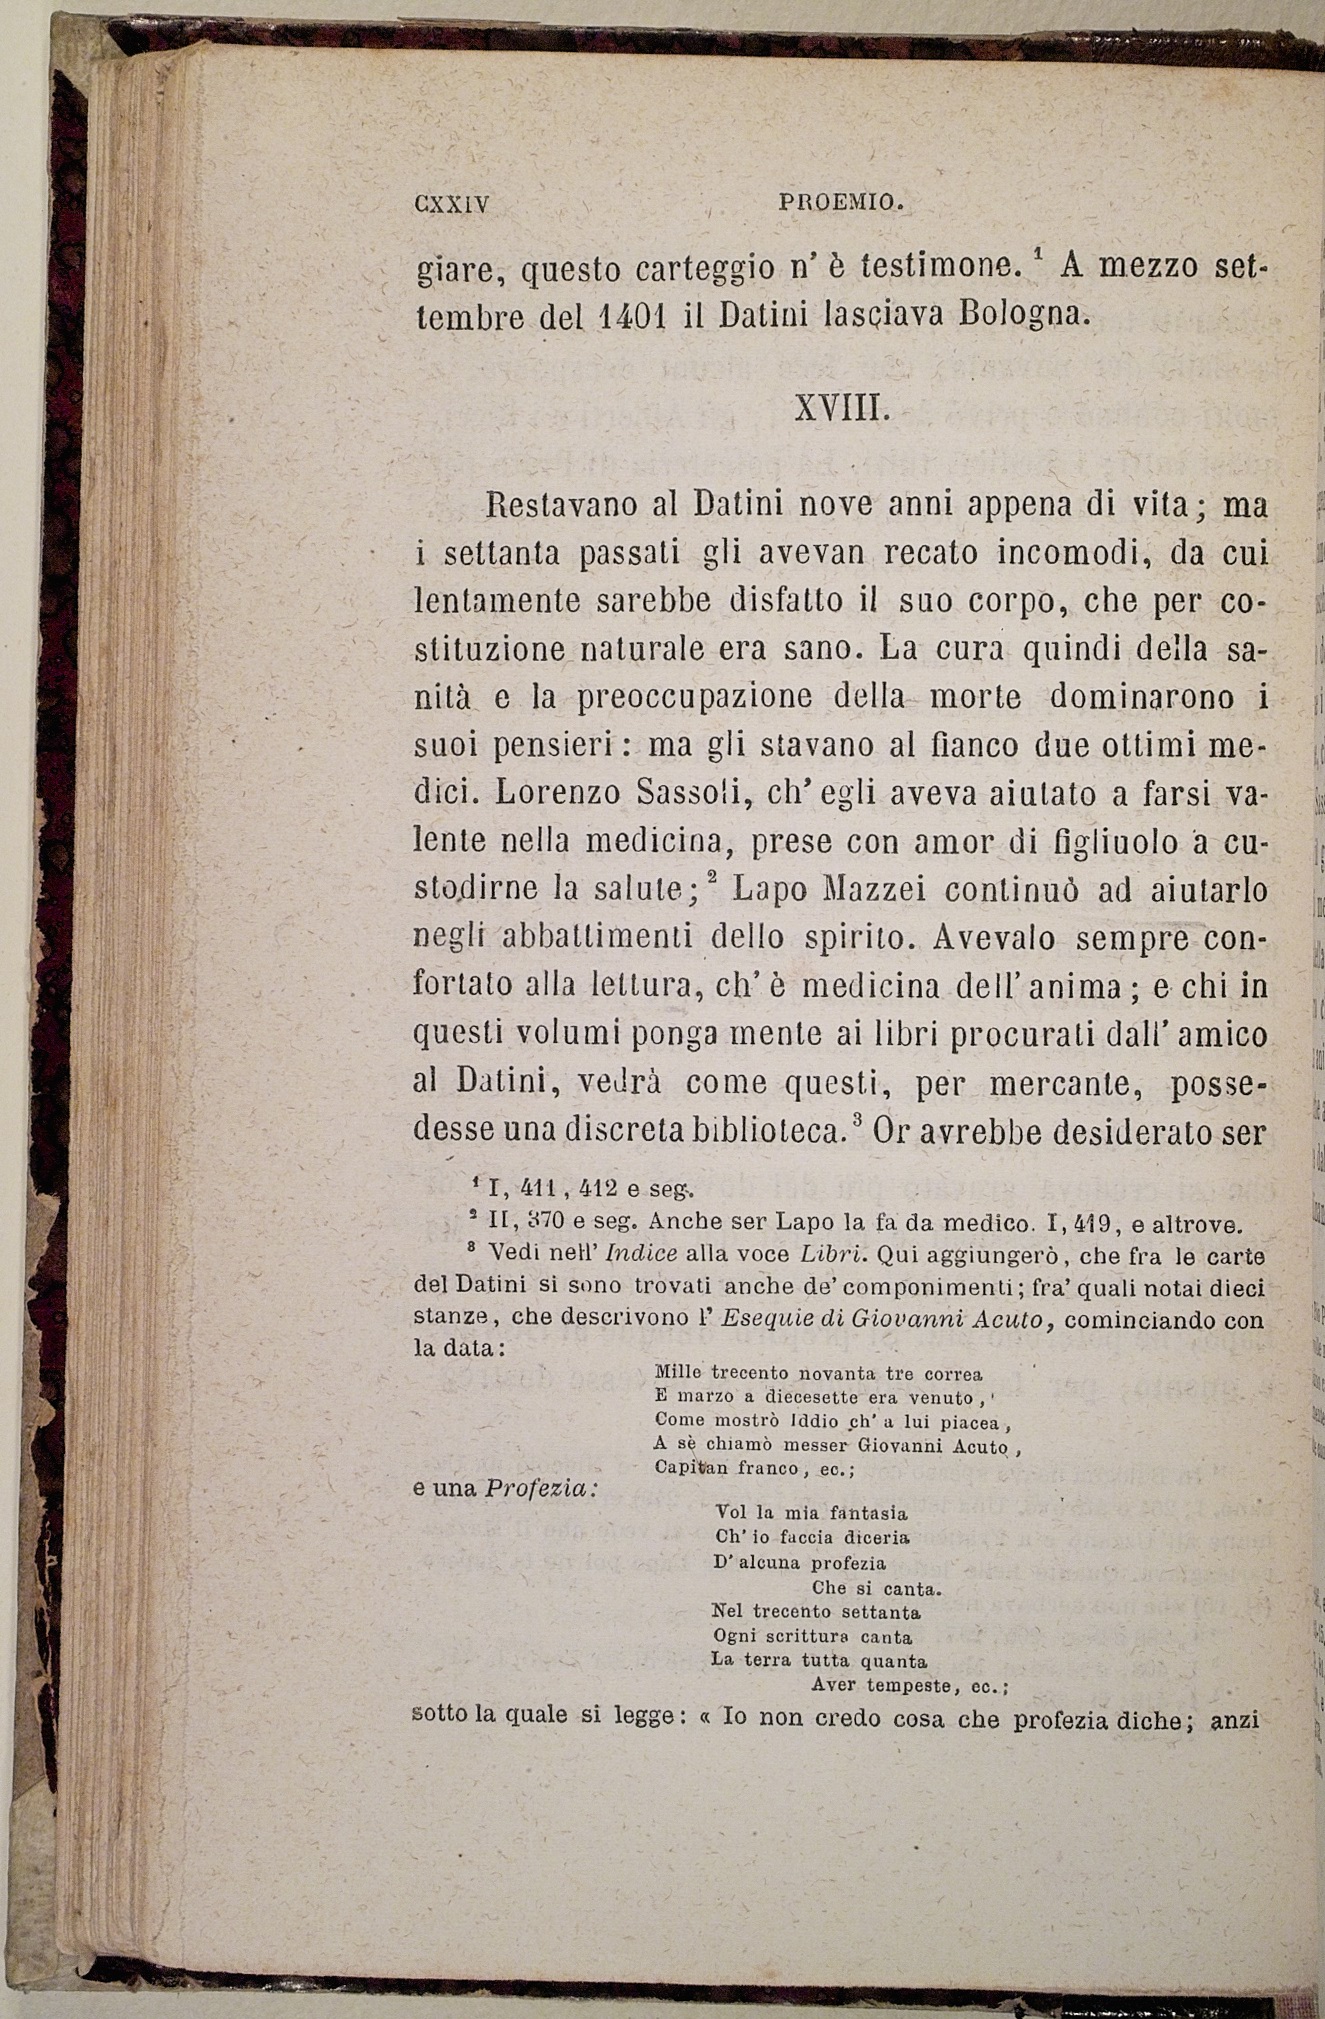 CXXIV PROEMIO.
giare, questo carteggio n' è testimone.¹ A mezzo set-
tembre del 1401 il Datini lasciava Bologna.
XVIII.
Restavano al Datini nove anni appena di vita; ma
i settanta passati gli avevan recato incomodi, da cui
lentamente sarebbe disfatto il suo corpo, che per co-
stituzione naturale era sano. La cura quindi della sa-
nità e la preoccupazione della morte dominarono i
suoi pensieri: ma gli stavano al fianco due ottimi me-
dici. Lorenzo Sassoli, ch' egli aveva aiutato a farsi va-
lente nella medicina, prese con amor di figliuolo a cu-
stodirne la salute;² Lapo Mazzei continuò ad aiutarlo
negli abbattimenti dello spirito. Avevalo sempre con-
fortato alla lettura, ch' è medicina dell' anima; e chi in
questi volumi ponga mente ai libri procurati dall' amico
al Datini, vedrà come questi, per mercante, posse-
desse una discreta biblioteca.³ Or avrebbe desiderato ser
¹ I, 411, 412 e seg.
² II, 370 e seg. Anche ser Lapo la fa da medico. I, 419, e altrove.
³ Vedi nell' Indice alla voce Libri. Qui aggiungerò, che fra le carte
del Datini si sono trovati anche de' componimenti; fra' quali notai dieci
stanze, che descrivono l' Esequie di Giovanni Acuto, cominciando con
la data:
Mille trecento novanta tre correa
E marzo a diecesette era venuto,
Come mostrò Iddio ch' a lui piacea,
A sè chiamò messer Giovanni Acuto,
Capitan franco, ec.;
e una Profezia:
Vol la mia fantasia
Ch' io faccia diceria
D' alcuna profezia
Che si canta.
Nel trecento settanta
Ogni scrittura canta
La terra tutta quanta
Aver tempeste, ec.;
sotto la quale si legge: « Io non credo cosa che profezia diche; anzi